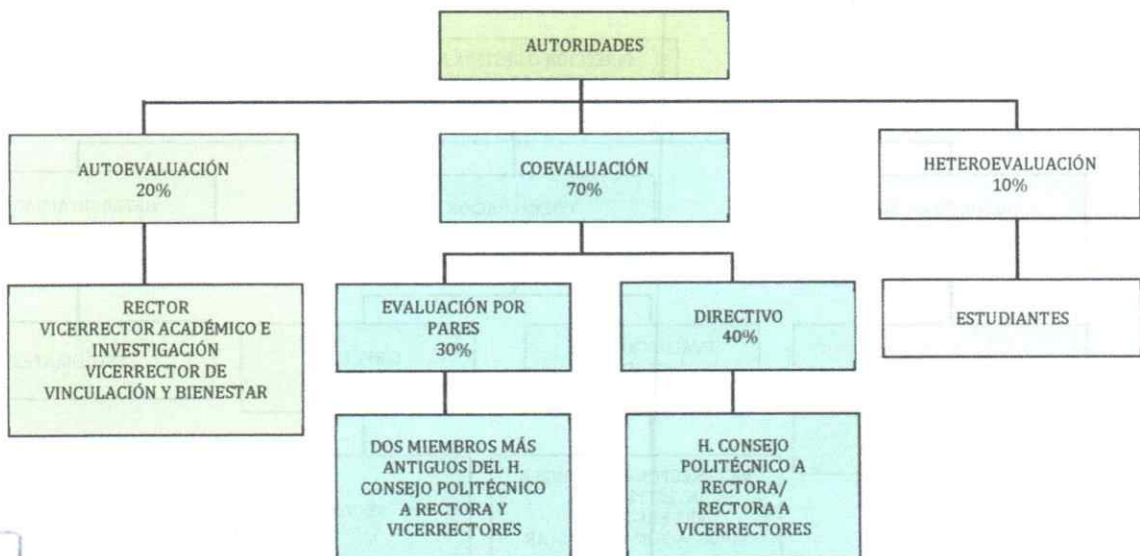 AUTORIDADES
AUTOEVALUACIÓN
20%
COEVALUACIÓN
70%
HETEROEVALUACIÓN
10%
RECTOR
VICERRECTOR ACADÉMICO E
INVESTIGACIÓN
VICERRECTOR DE
VINCULACIÓN Y BIENESTAR
EVALUACIÓN POR
PARES
30%
DIRECTIVO
40%
ESTUDIANTES
DOS MIEMBROS MÁS
ANTIGUOS DEL H.
CONSEJO POLITÉCNICO
A RECTORA Y
VICERRECTORES
H. CONSEJO
POLITÉCNICO A
RECTORA/
RECTORA A
VICERRECTORES